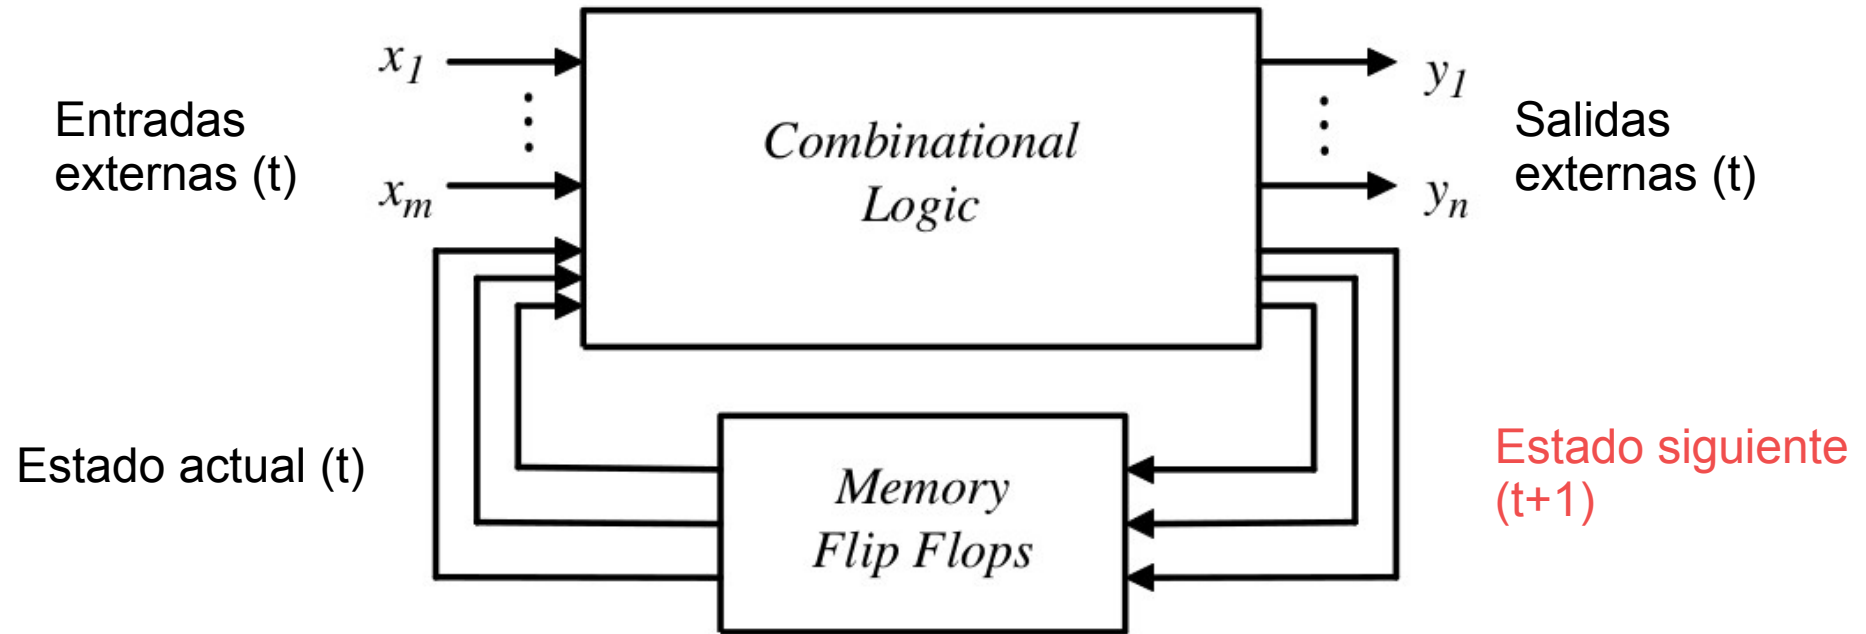 x1
y1
Entradas
externas (t)
Combinational
Logic
Salidas
externas (t)
xm
yn
Estado actual (t)
Memory
Flip Flops
Estado siguiente
(t+1)